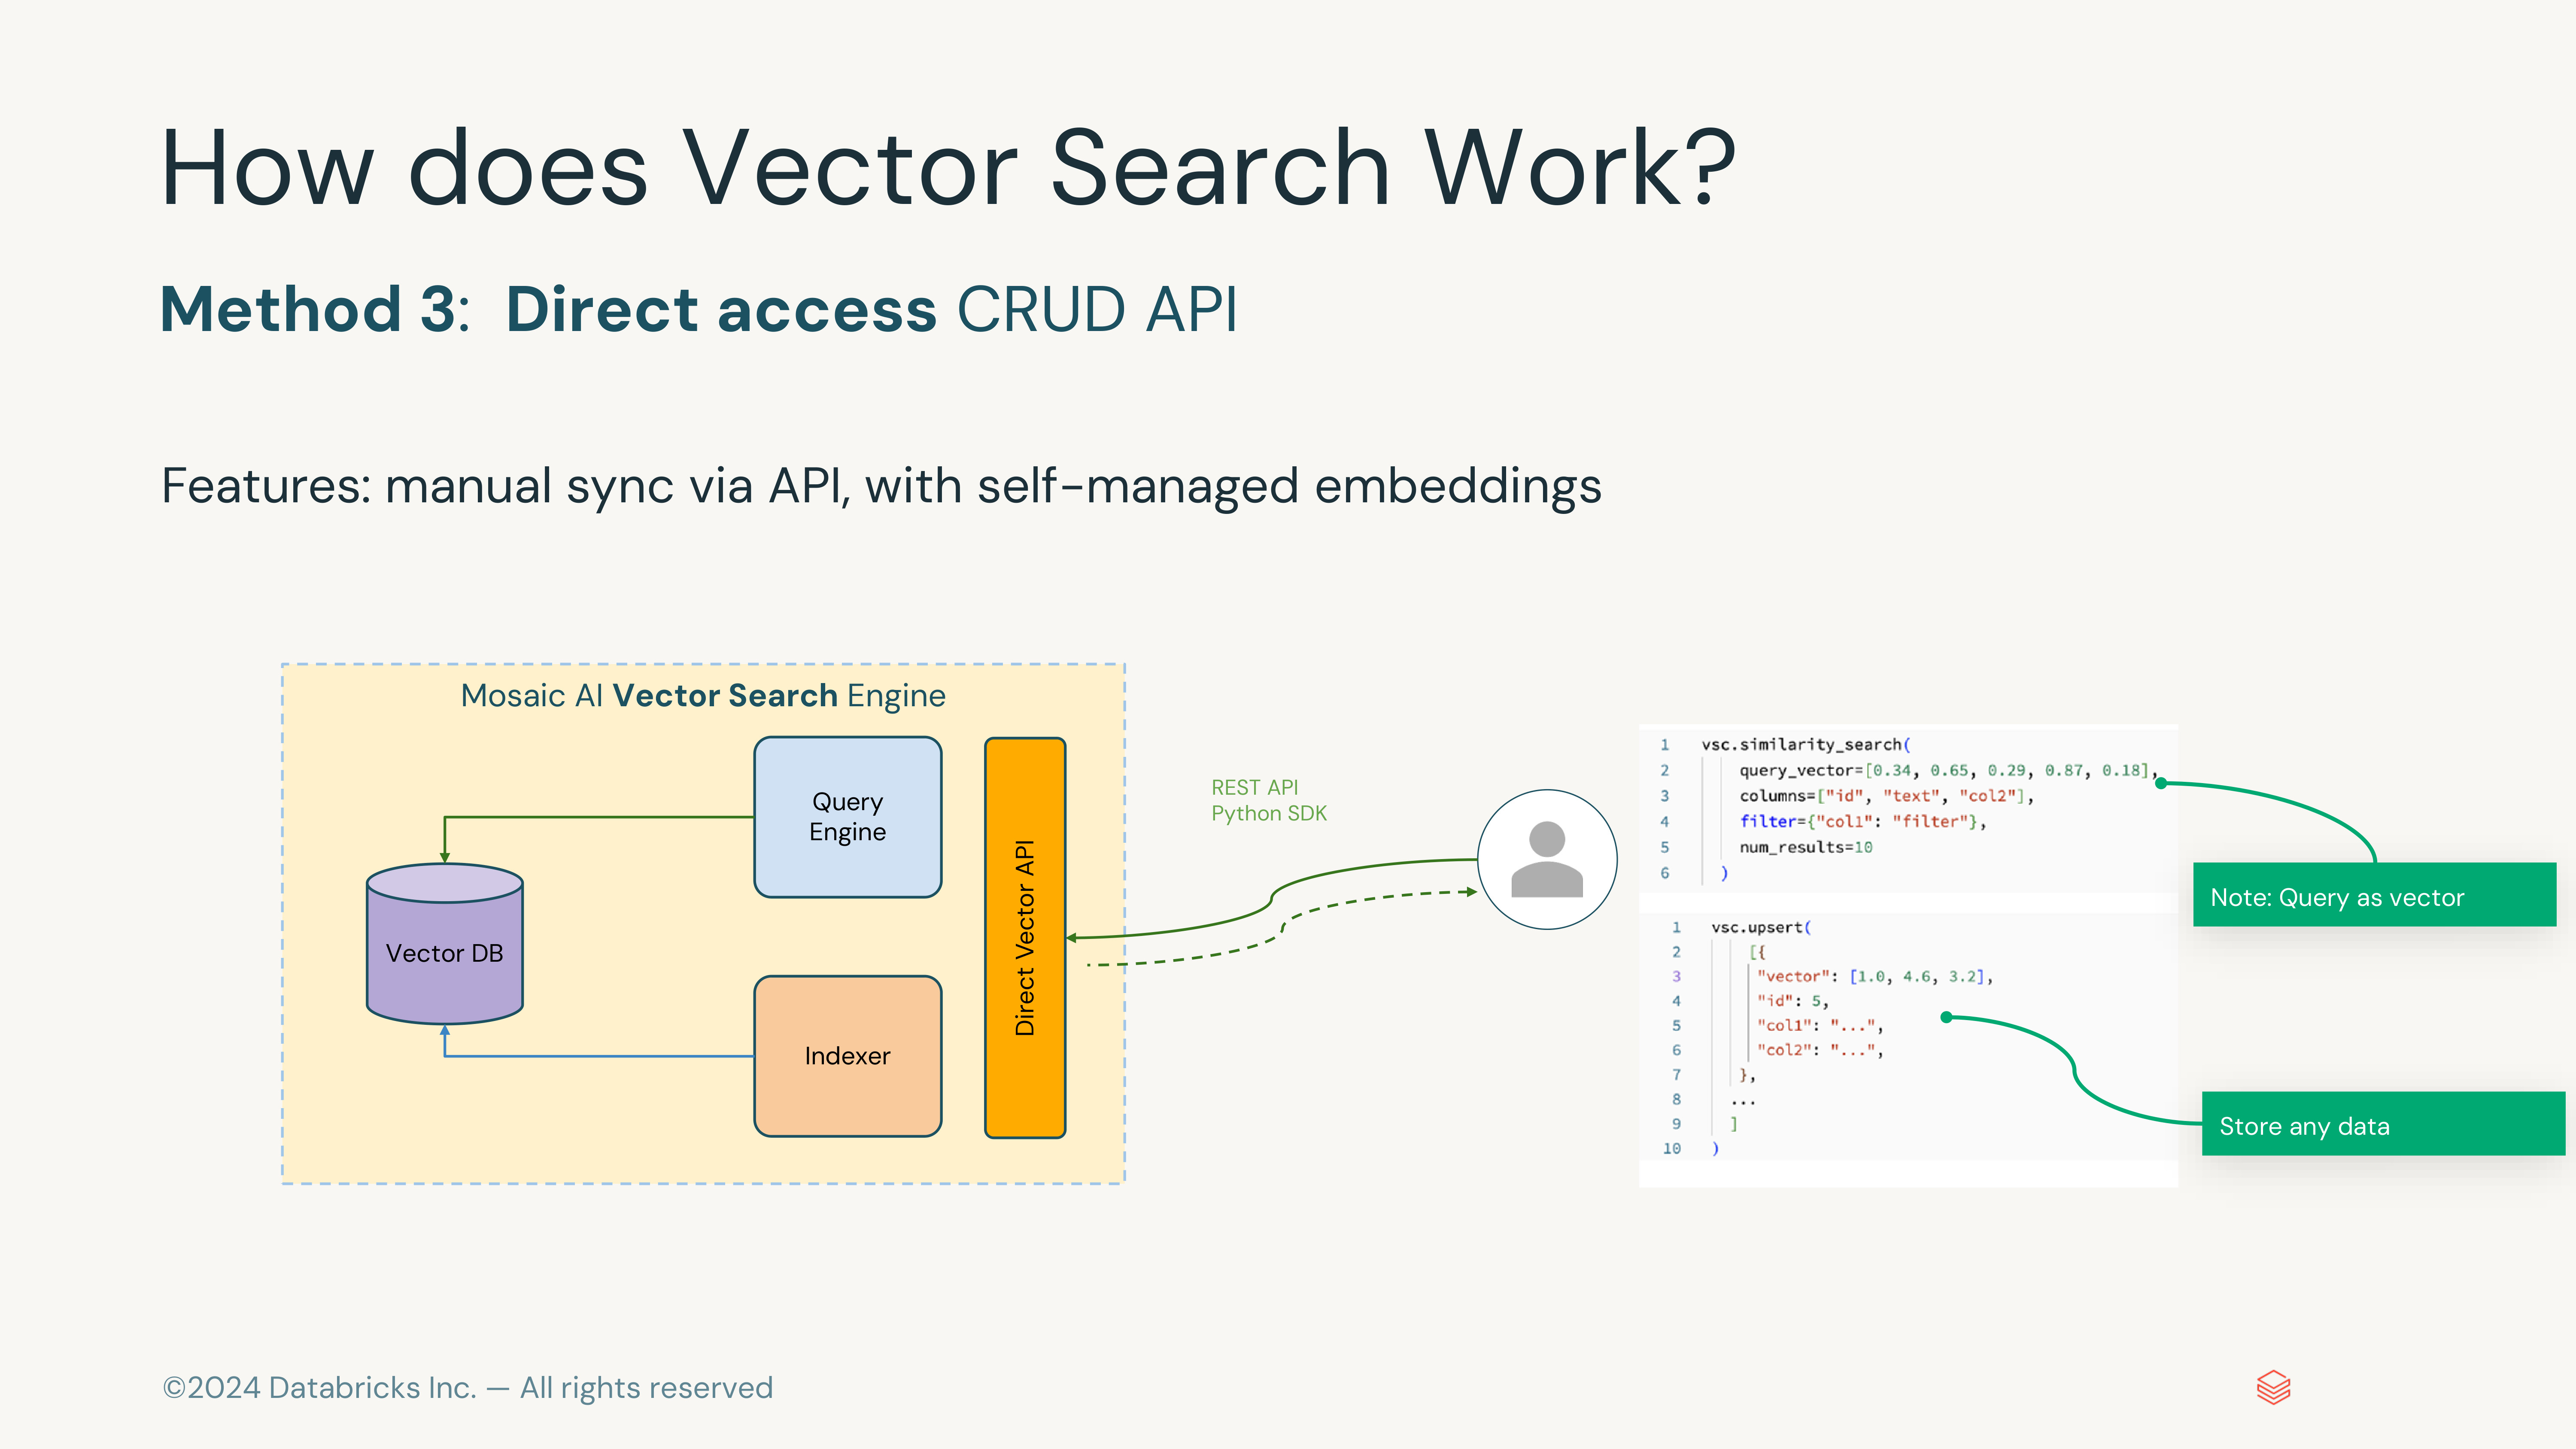 How does Vector Search Work?
Method 3:  Direct access CRUD API
Features: manual sync via API, with self-managed embeddings
Mosaic AI Vector Search Engine
Query
Engine
Vector DB
Indexer
Direct Vector API
REST API
Python SDK
1 vsc.similarity_search(
2 query_vector=[0.34, 0.65, 0.29, 0.87, 0.18],
3 columns=["id", "text", "col2"],
4 filter={"col1": "filter"},
5 num_results=10
6 )
Note: Query as vector
1 vsc.upsert(
2 [{
3 "vector": [1.0, 4.6, 3.2],
4 "id": 5,
5 "col1": "...",
6 "col2": "...",
7 },
8 ...
9 ]
10 )
Store any data
©2024 Databricks Inc. — All rights reserved